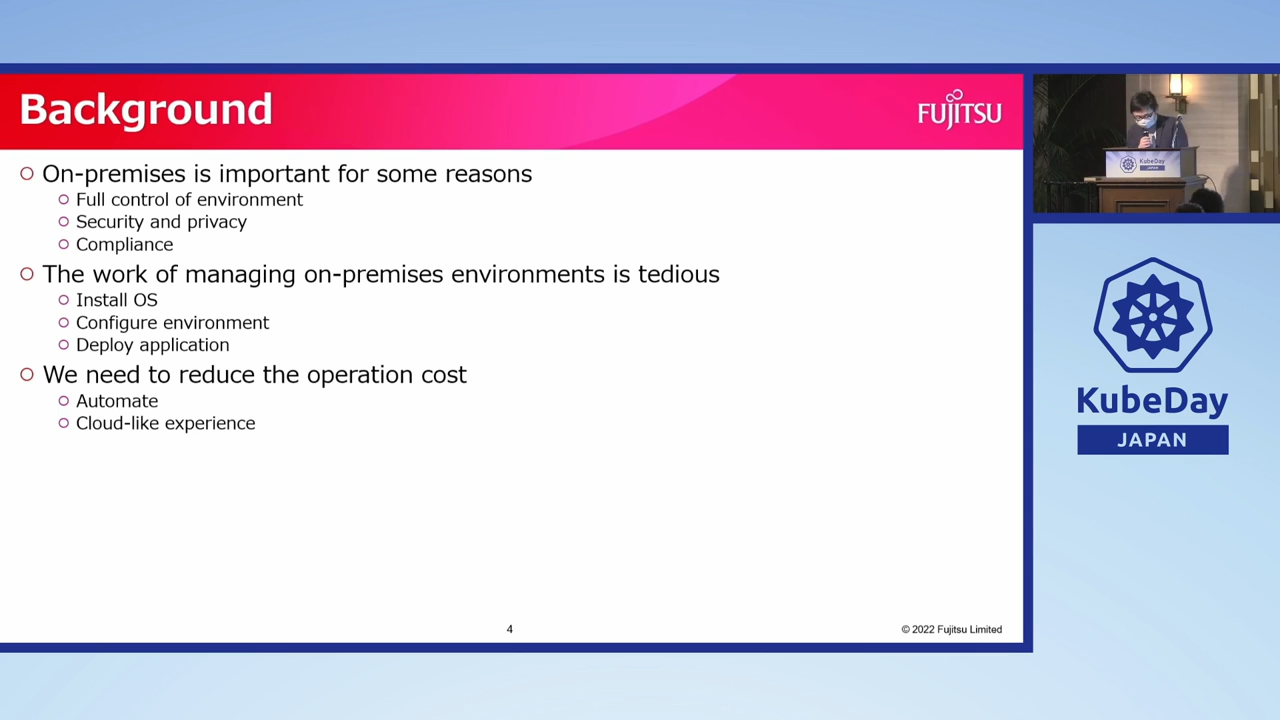 Background
FUJITSU
On-premises is important for some reasons
Full control of environment
Security and privacy
Compliance
The work of managing on-premises environments is tedious
Install OS
Configure environment
Deploy application
We need to reduce the operation cost
Automate
Cloud-like experience
4
© 2022 Fujitsu Limited
KubeDay
JAPAN
KubeDay
JAPAN